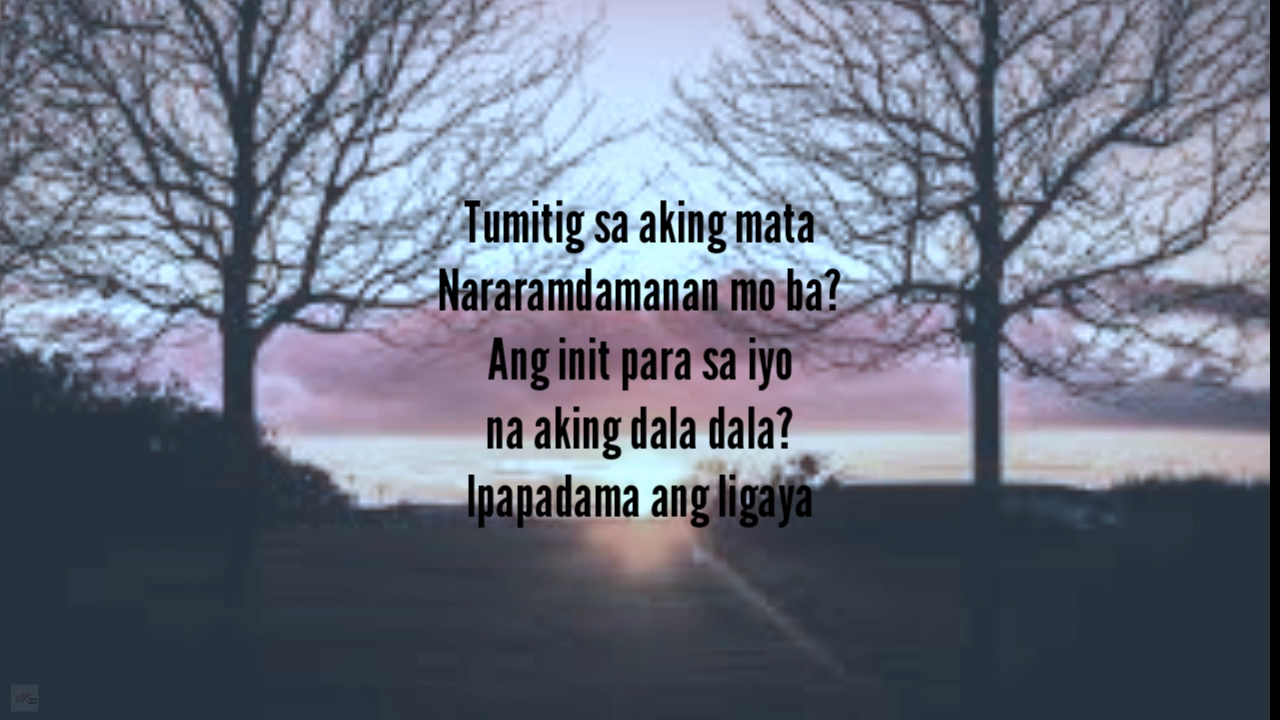 Tumitig sa aking mata
Nararamdamanan mo ba?
Ang init para sa iyo
na aking dala dala?
Ipapadama ang ligaya